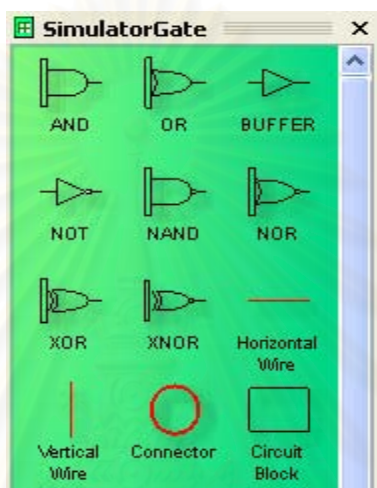 SimulatorGate
AND OR BUFFER
NOT NAND NOR
XOR XNOR Horizontal
Wire
Vertical Connector Circuit
Wire Block